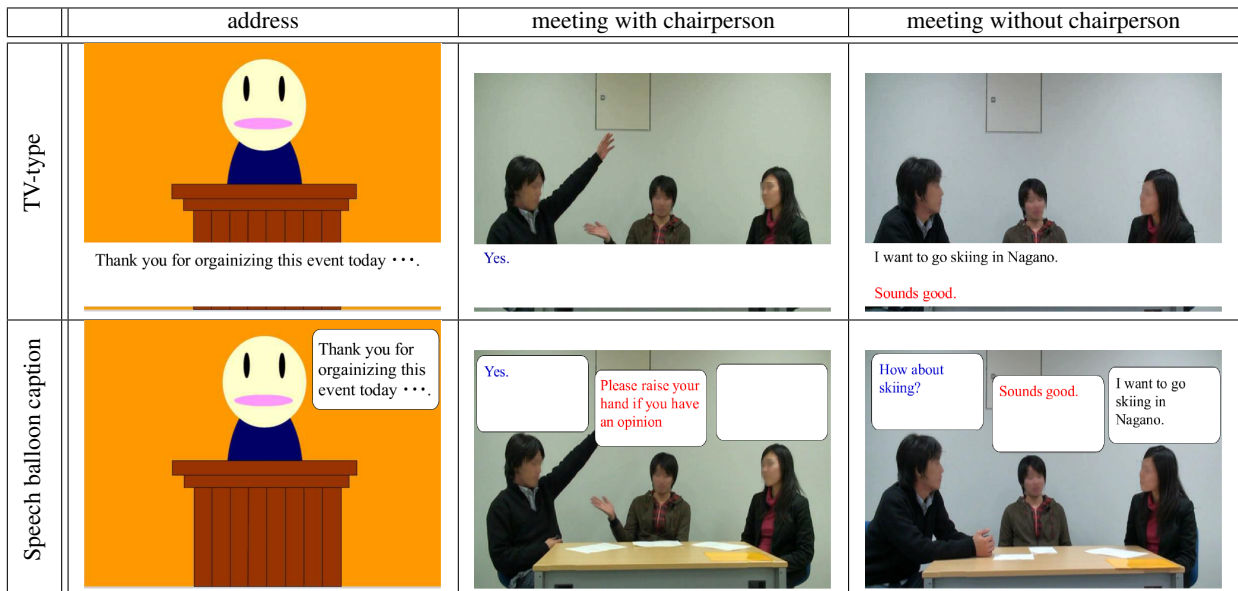 address
meeting with chairperson
meeting without chairperson
TV-type
Thank you for orgainizing this event today ･･･.
Yes.
I want to go skiing in Nagano.
Sounds good.
Speech balloon caption
Thank you for
orgainizing this
event today ･･･.
Yes.
Please raise your
hand if you have
an opinion
How about
skiing?
Sounds good.
I want to go
skiing in
Nagano.